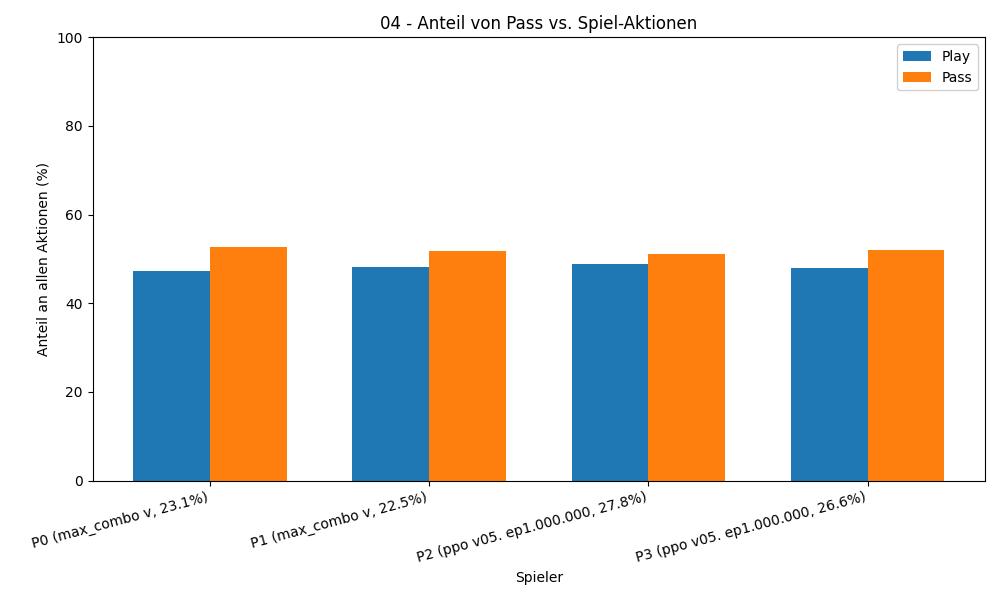 04 - Anteil von Pass vs. Spiel-Aktionen
Play
Pass
Anteil an allen Aktionen (%)
100
80
60
40
20
0
P0 (max_combo v, 23.1%)
P1 (max_combo v, 22.5%)
P2 (ppo v05. ep1.000.000, 27.8%)
P3 (ppo v05. ep1.000.000, 26.6%)
Spieler